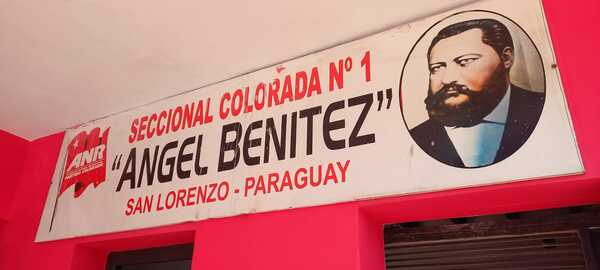 SECCIONAL COLORADA Nº 1
ANR
"ANGEL BENITEZ"
SAN LORENZO - PARAGUAY